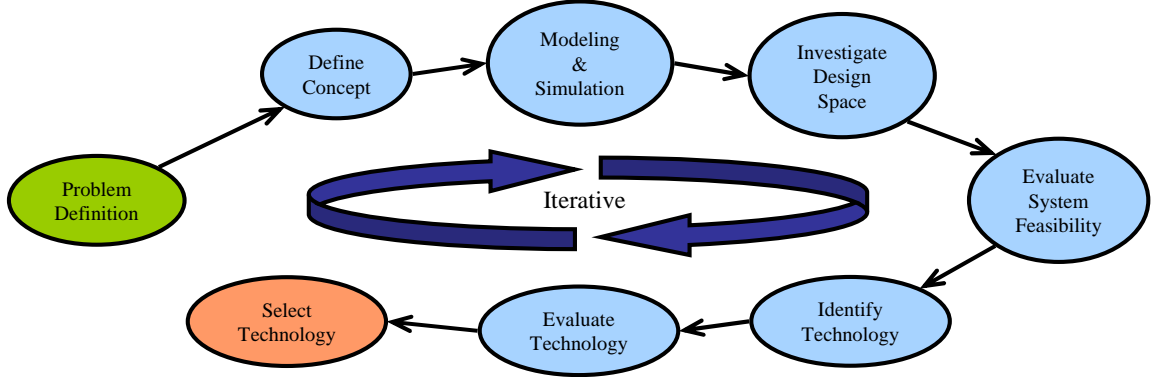 Problem
Definition
Define
Concept
Modeling
&
Simulation
Investigate
Design
Space
Evaluate
System
Feasibility
Identify
Technology
Evaluate
Technology
Select
Technology
Iterative